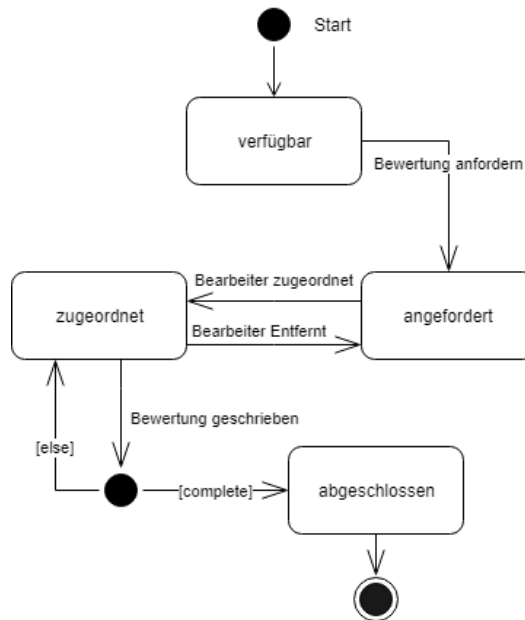 Start
verfügbar
Bewertung anfordern
Bearbeiter zugeordnet
zugeordnet
angefordert
Bearbeiter Entfernt
Bewertung geschrieben
[else]
[complete]
abgeschlossen